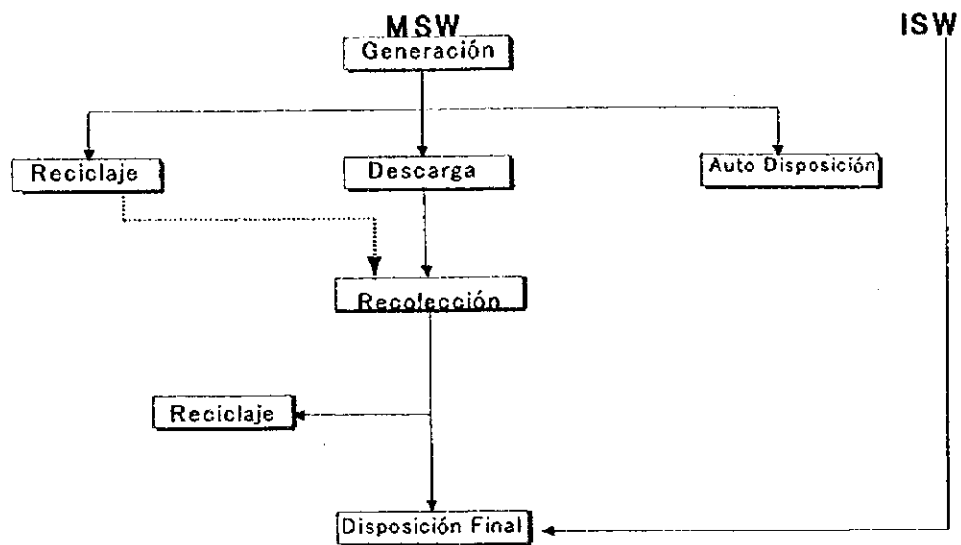 MSW
ISW
Generación
Reciclaje
Descarga
Auto Disposición
Recolección
Reciclaje
Disposición Final